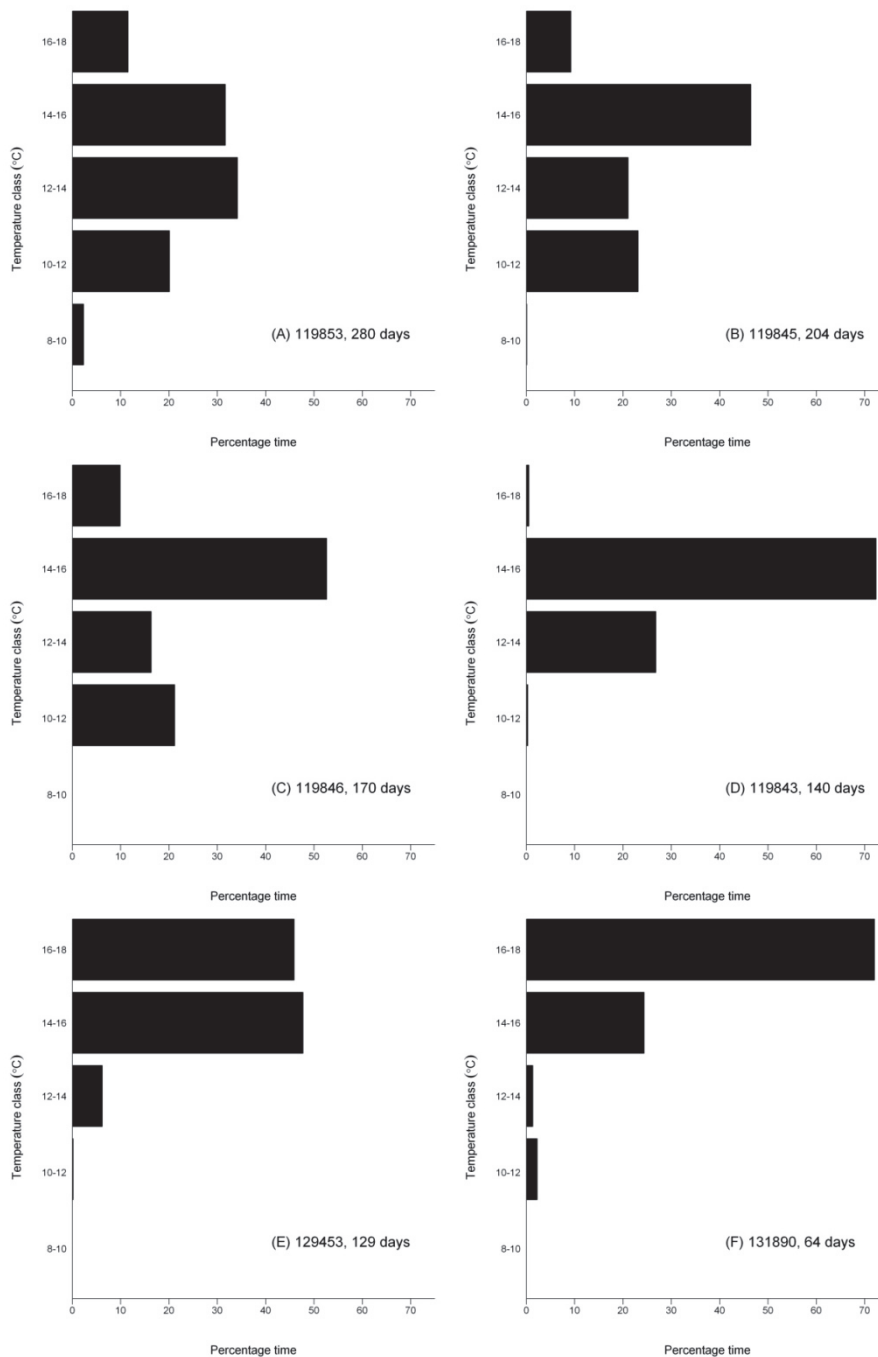 Temperature class (°C)
16-18
14-16
12-14
10-12
8-10
(A) 119853, 280 days
0 10 20 30 40 50 60 70
Percentage time
Temperature class (°C)
16-18
14-16
12-14
10-12
8-10
(B) 119845, 204 days
0 10 20 30 40 50 60 70
Percentage time
Temperature class (°C)
16-18
14-16
12-14
10-12
8-10
(C) 119846, 170 days
0 10 20 30 40 50 60 70
Percentage time
Temperature class (°C)
16-18
14-16
12-14
10-12
8-10
(D) 119843, 140 days
0 10 20 30 40 50 60 70
Percentage time
Temperature class (°C)
16-18
14-16
12-14
10-12
8-10
(E) 129453, 129 days
0 10 20 30 40 50 60 70
Percentage time
Temperature class (°C)
16-18
14-16
12-14
10-12
8-10
(F) 131890, 64 days
0 10 20 30 40 50 60 70
Percentage time